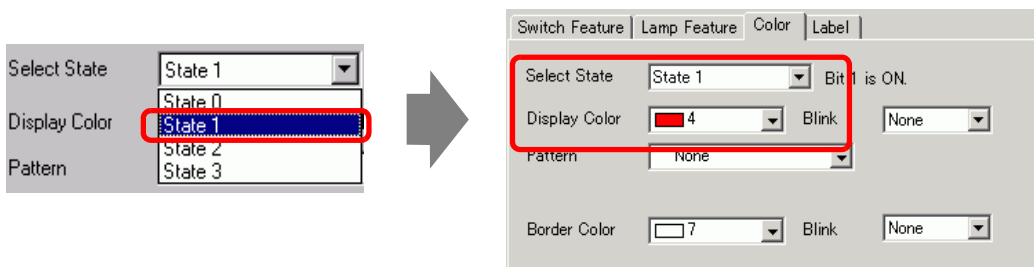 Select State State 1
State 0
State 1
State 2
State 3
Display Color
Pattern
Switch Feature Lamp Feature Color Label
Select State State 1 Bit 1 is ON.
Display Color 4 Blink None
Pattern None
Border Color 7 Blink None